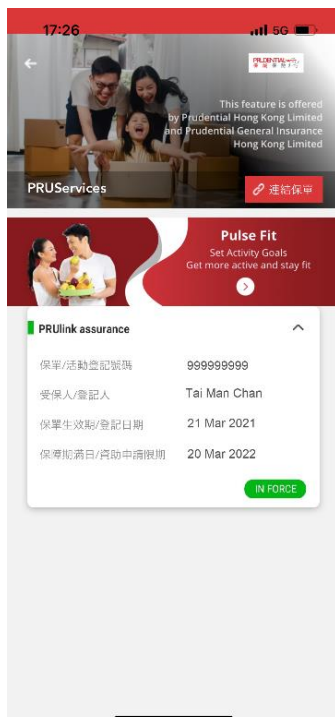 17:26
5G
PRUDENTIAL
This feature is offered
by Prudential Hong Kong Limited
and Prudential General Insurance
Hong Kong Limited
PRUServices
連結保單
Pulse Fit
Set Activity Goals
Get more active and stay fit
PRUlink assurance
保單/活動登記號碼 999999999
受保人/登記人 Tai Man Chan
保單生效期/登記日期 21 Mar 2021
保障期滿日/資助申請限期 20 Mar 2022
IN FORCE